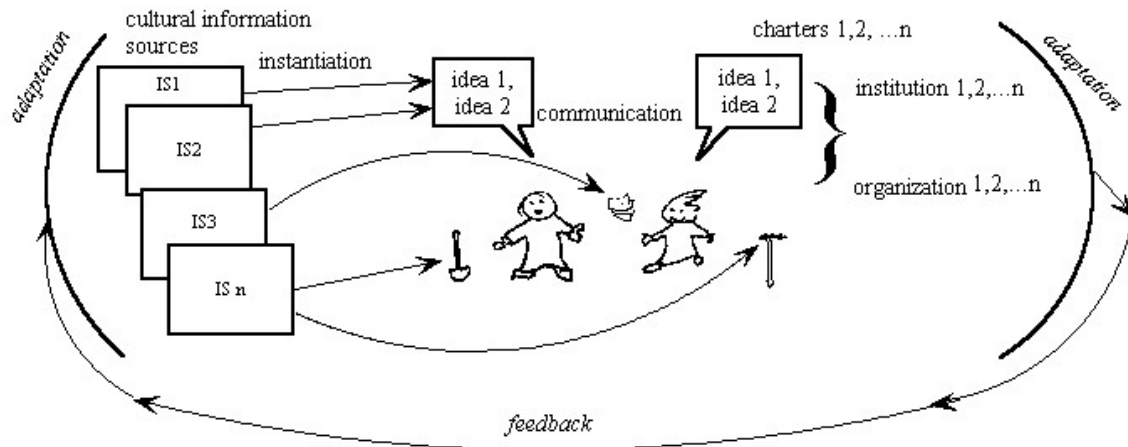 cultural information
sources
charters 1,2, ...n
adaptation
adaptation
IS1
instantiation
idea 1,
idea 2
idea 1,
idea 2
institution 1,2,...n
communication
IS2
organization 1,2,...n
IS3
IS n
feedback